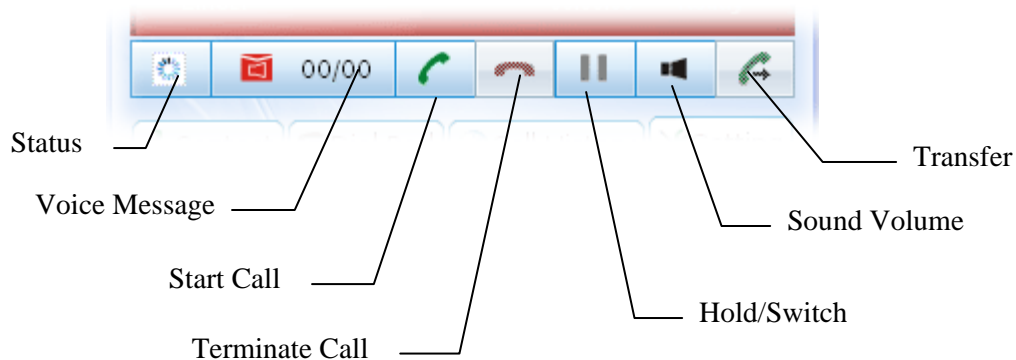 00/00
Status
Transfer
Voice Message
Sound Volume
Start Call
Hold/Switch
Terminate Call